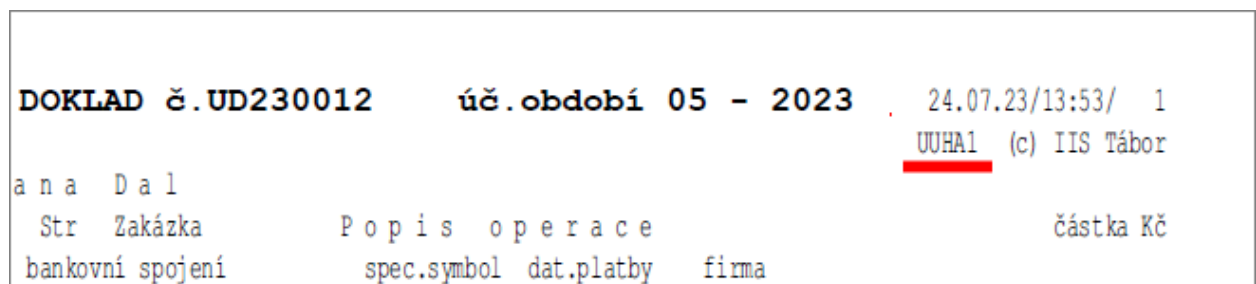 DOKLAD č.UD230012 úč.období 05 - 2023 24.07.23/13:53/ 1
UUHA1 (c) IIS Tábor
a n a D a l
Str Zakázka P o p i s o p e r a c e částka Kč
bankovní spojení spec.symbol dat.platby firma